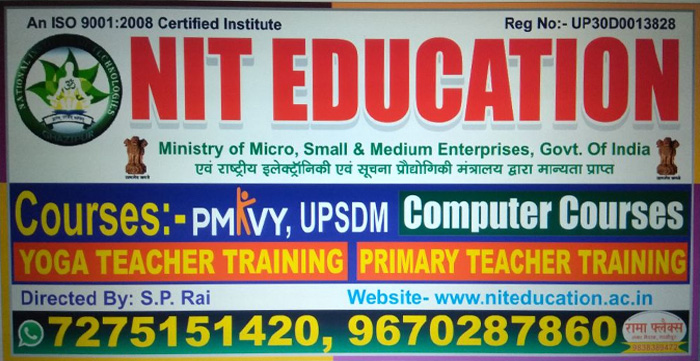 An ISO 9001:2008 Certified Institute
Reg No:- UP30D0013828
NIT EDUCATION
Ministry of Micro, Small & Medium Enterprises, Govt. Of India
एवं राष्ट्रीय इलेक्ट्रॉनिकी एवं सूचना प्रौद्योगिकी मंत्रालय द्वारा मान्यता प्राप्त
Courses:- PMKVY, UPSDM Computer Courses
YOGA TEACHER TRAINING PRIMARY TEACHER TRAINING
Directed By: S.P. Rai
Website- www.niteducation.ac.in
7275151420, 9670287860
रामा फ्लैक्स